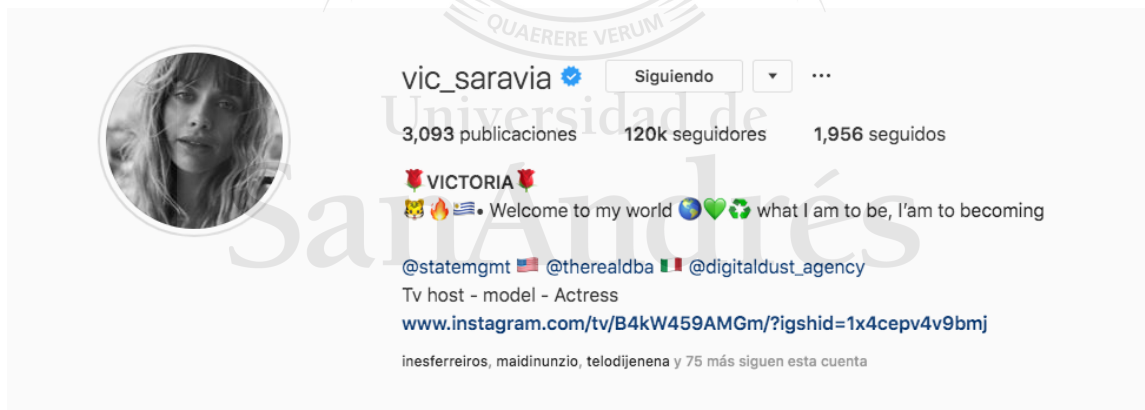 QUAERERE VERUM
vic_saravia Siguiendo ...
Universidad de
3,093 publicaciones 120k seguidores 1,956 seguidos
🌹VICTORIA🌹
🐯🔥🇺🇾• Welcome to my world 🌎💚♻️ what I am to be, I'am to becoming
SanAndrés
@statemgmt 🇺🇸 @therealdba 🇮🇹 @digitaldust_agency
Tv host - model - Actress
www.instagram.com/tv/B4kW459AMGm/?igshid=1x4cepv4v9bmj
inesferreiros, maidinunzio, telodijenena y 75 más siguen esta cuenta